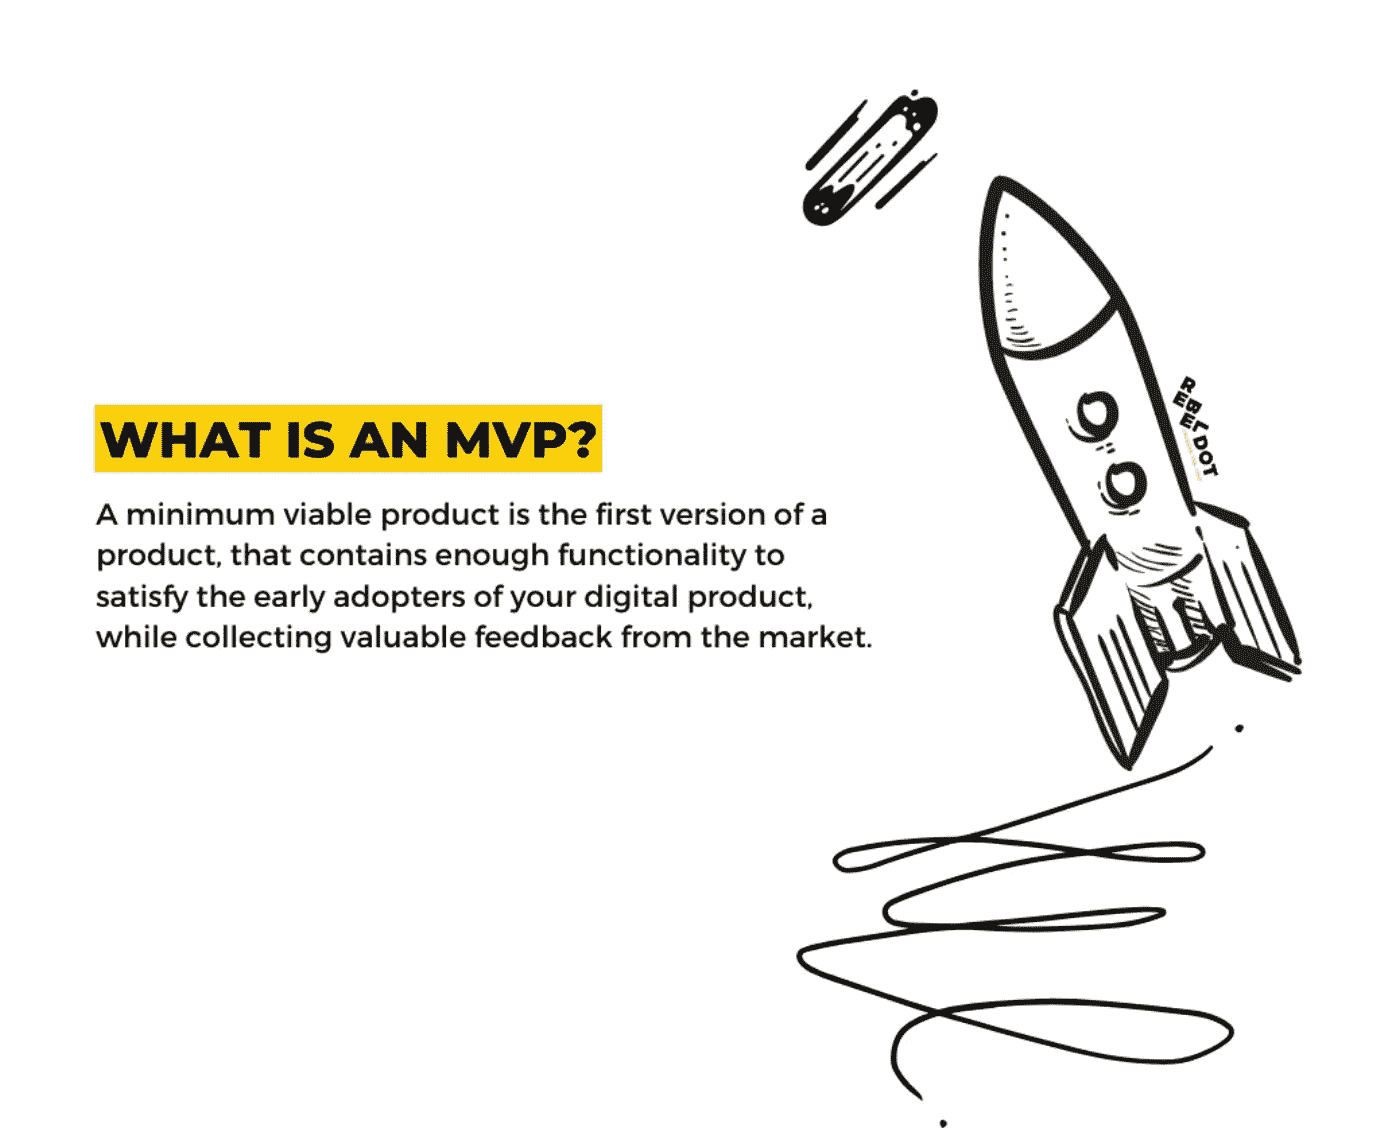 WHAT IS AN MVP?
A minimum viable product is the first version of a
product, that contains enough functionality to
satisfy the early adopters of your digital product,
while collecting valuable feedback from the market.
REBELDOT